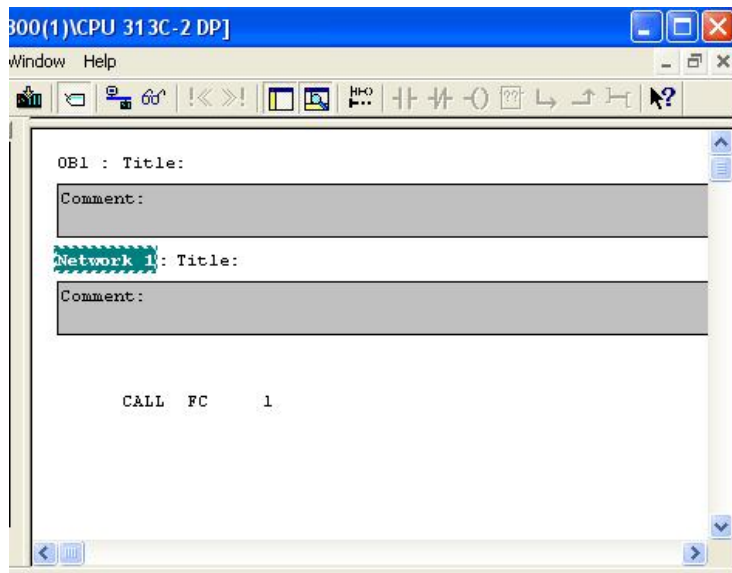 300(1)\CPU 313C-2 DP]
Window Help
OB1 : Title:
Comment:
Network 1: Title:
Comment:
CALL FC 1